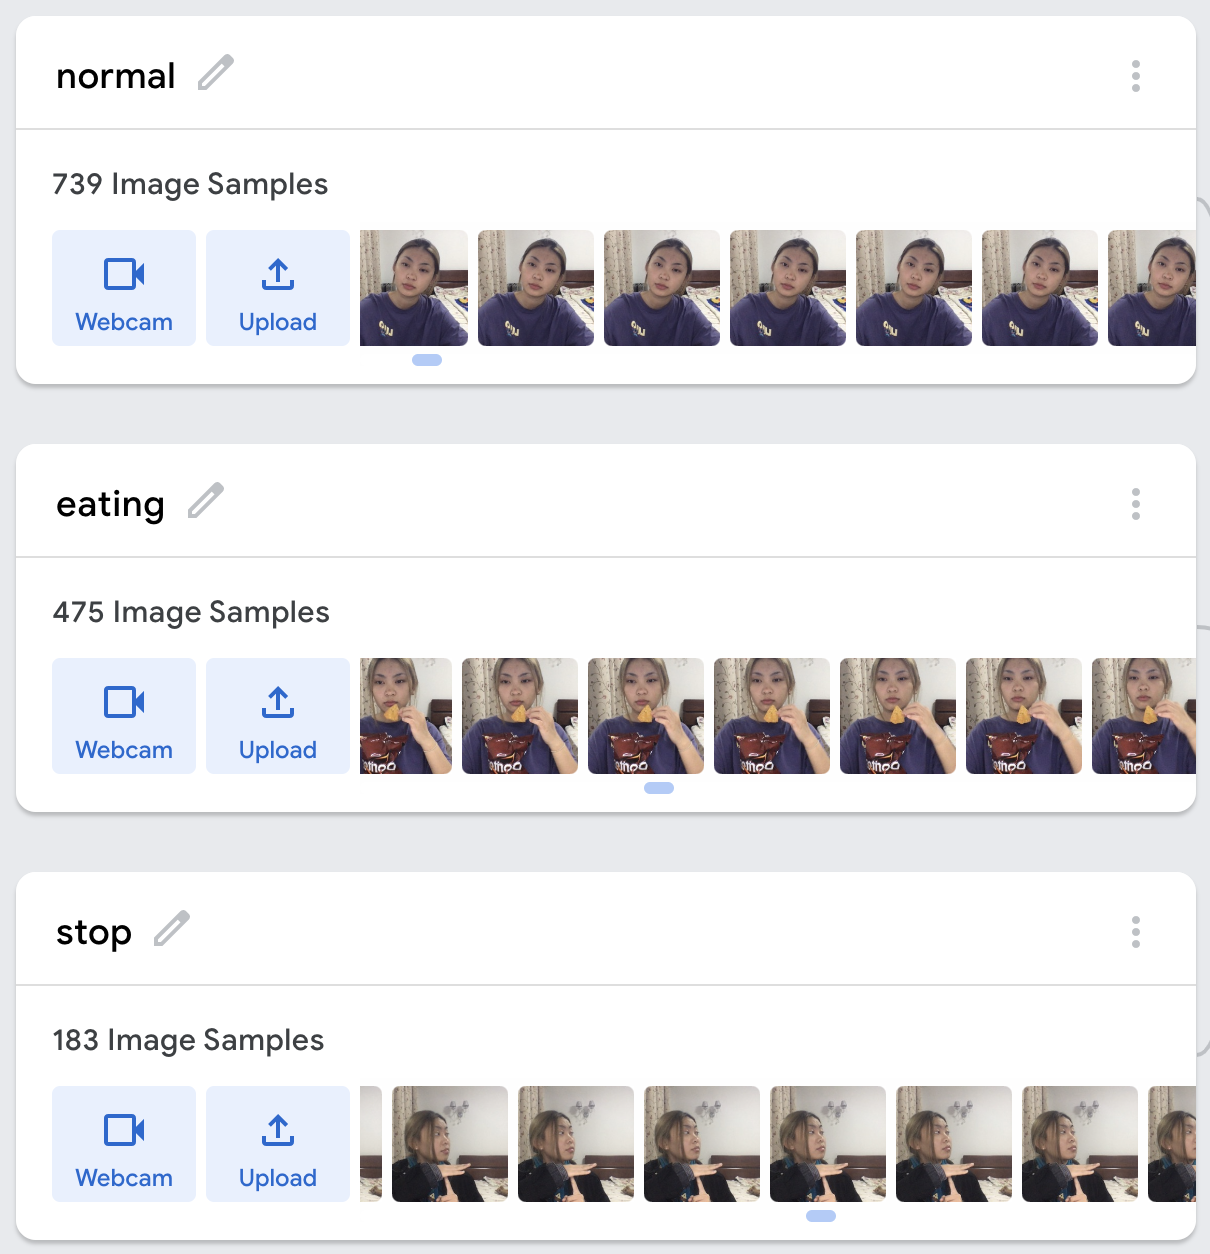 normal
739 Image Samples
Webcam
Upload
eating
475 Image Samples
Webcam
Upload
stop
183 Image Samples
Webcam
Upload